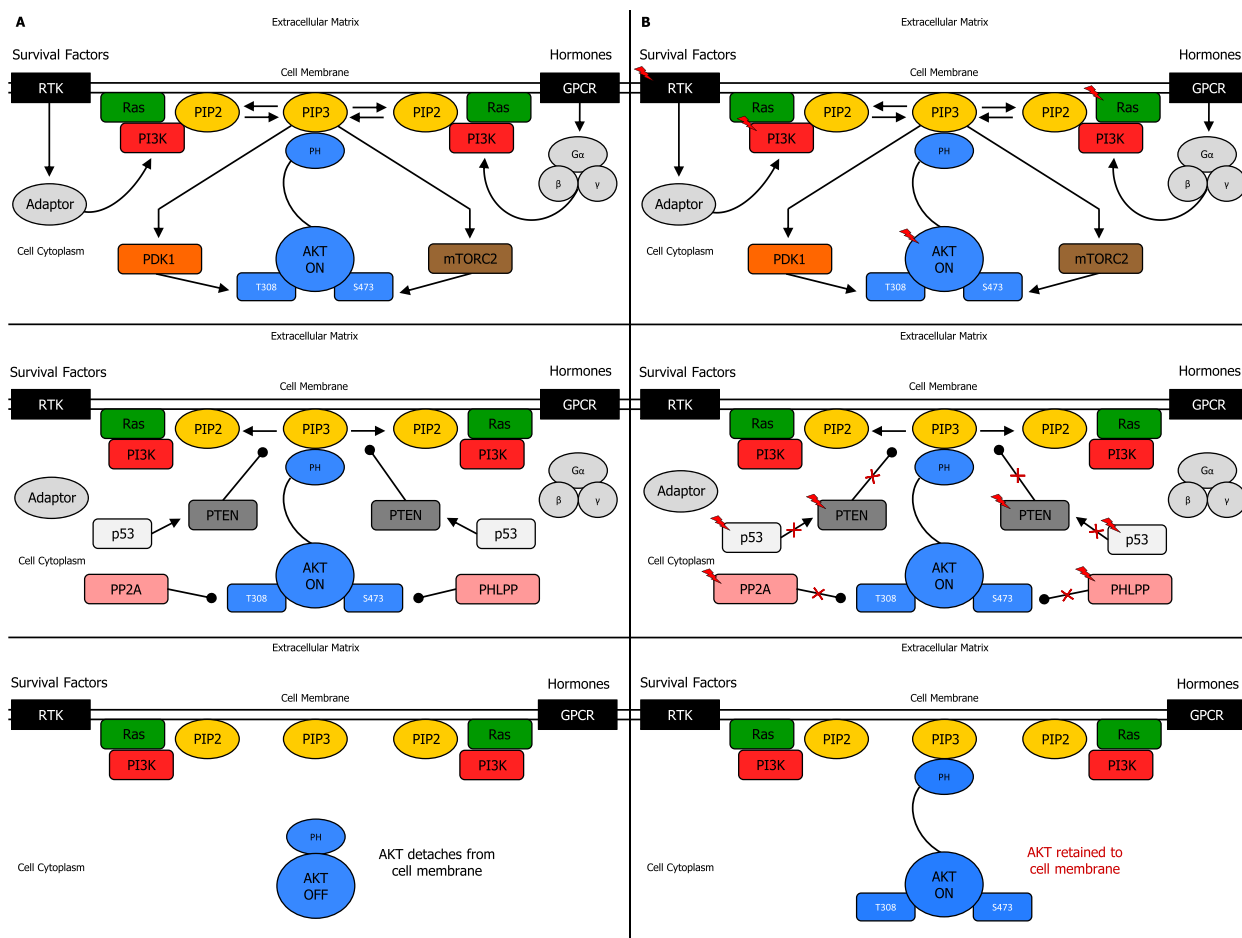 A
Extracellular Matrix
Survival Factors
Hormones
Cell Membrane
RTK
GPCR
Ras
PIP2
PIP3
PIP2
Ras
PI3K
PI3K
PH
Gα
β
γ
Adaptor
Cell Cytoplasm
PDK1
AKT
ON
mTORC2
T308
S473
Extracellular Matrix
Survival Factors
Hormones
Cell Membrane
RTK
GPCR
Ras
PIP2
PIP3
PIP2
Ras
PI3K
PI3K
PH
Gα
β
γ
Adaptor
PTEN
PTEN
p53
p53
Cell Cytoplasm
AKT
ON
PP2A
PHLPP
T308
S473
Extracellular Matrix
Survival Factors
Hormones
Cell Membrane
RTK
GPCR
Ras
PIP2
PIP3
PIP2
Ras
PI3K
PI3K
PH
AKT detaches from
cell membrane
Cell Cytoplasm
AKT
OFF
B
Extracellular Matrix
Survival Factors
Hormones
Cell Membrane
RTK
GPCR
Ras
PIP2
PIP3
PIP2
Ras
PI3K
PI3K
PH
Gα
β
γ
Adaptor
Cell Cytoplasm
PDK1
AKT
ON
mTORC2
T308
S473
Extracellular Matrix
Survival Factors
Hormones
Cell Membrane
RTK
GPCR
Ras
PIP2
PIP3
PIP2
Ras
PI3K
PI3K
PH
Gα
β
γ
Adaptor
PTEN
PTEN
p53
p53
Cell Cytoplasm
AKT
ON
PP2A
PHLPP
T308
S473
Extracellular Matrix
Survival Factors
Hormones
Cell Membrane
RTK
GPCR
Ras
PIP2
PIP3
PIP2
Ras
PI3K
PI3K
PH
AKT retained to
cell membrane
Cell Cytoplasm
AKT
ON
T308
S473